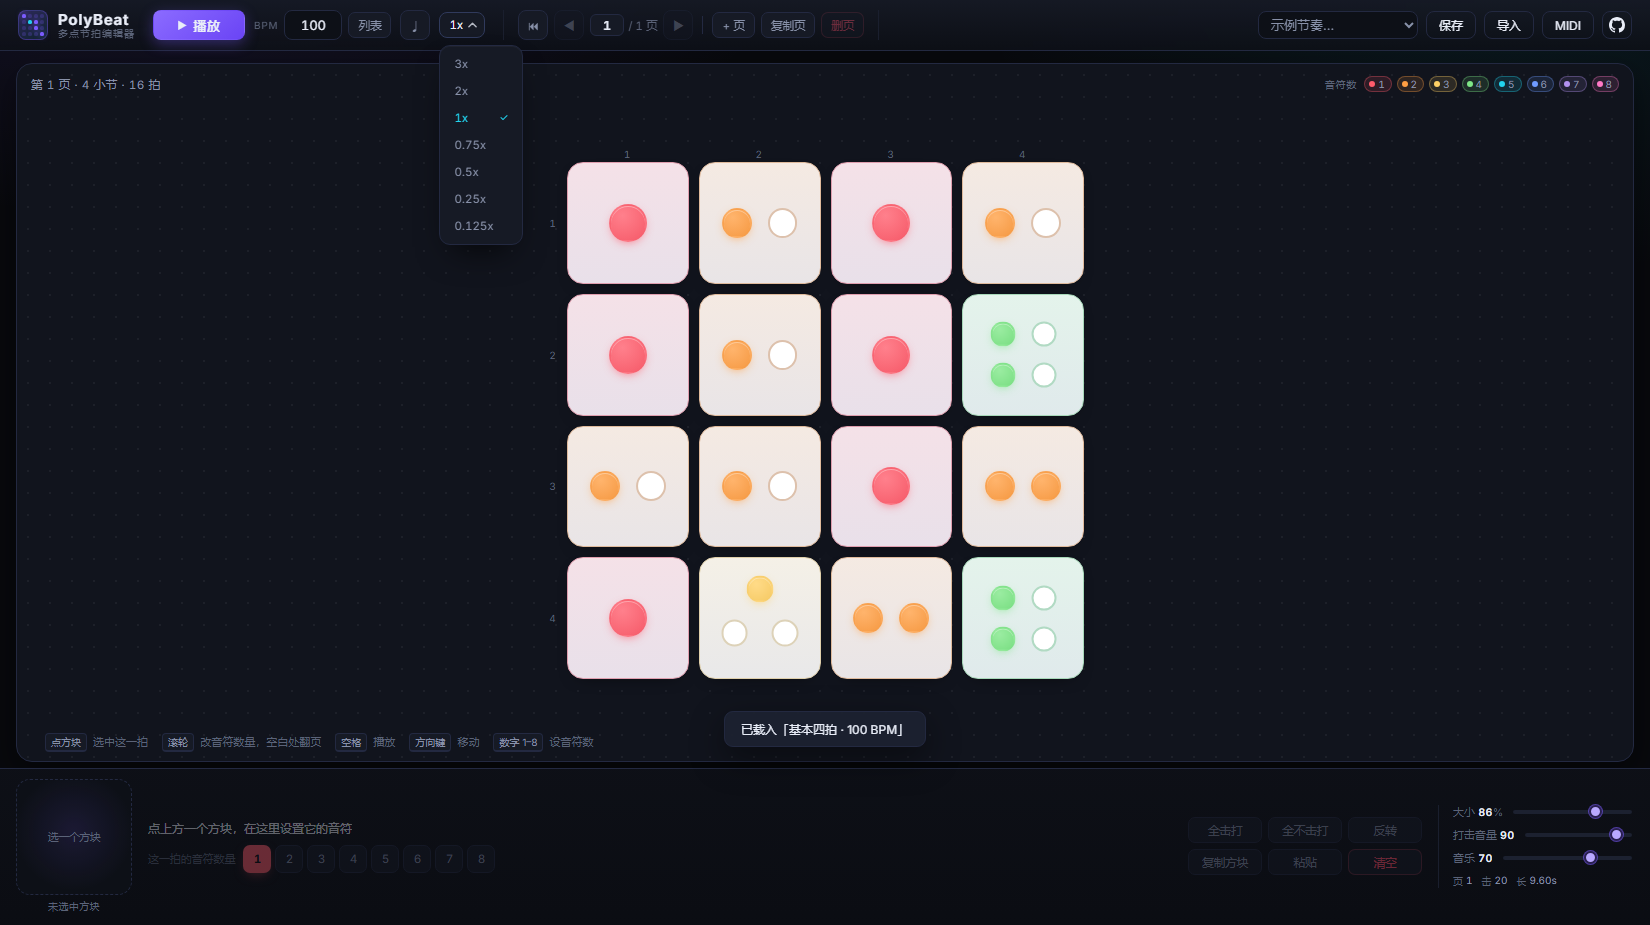 PolyBeat
多点节拍编辑器
播放
BPM 100 列表 ♩ 1x
1 / 1 页
+ 页 复制页 删页
示例节奏... 保存 导入 MIDI
3x
2x
1x
0.75x
0.5x
0.25x
0.125x
第 1 页 · 4 小节 · 16 拍
音符数 1 2 3 4 5 6 7 8
1 2 3 4
1
2
3
4
已载入「基本四拍 · 100 BPM」
点方块 选中这一拍 滚轮 改音符数量，空白处翻页 空格 播放 方向键 移动 数字 1–8 设音符数
选一个方块
未选中方块
点上方一个方块，在这里设置它的音符
这一拍的音符数量 1 2 3 4 5 6 7 8
全击打 全不击打 反转
复制方块 粘贴 清空
大小 86%
打击音量 90
音乐 70
页 1 击 20 长 9.60s